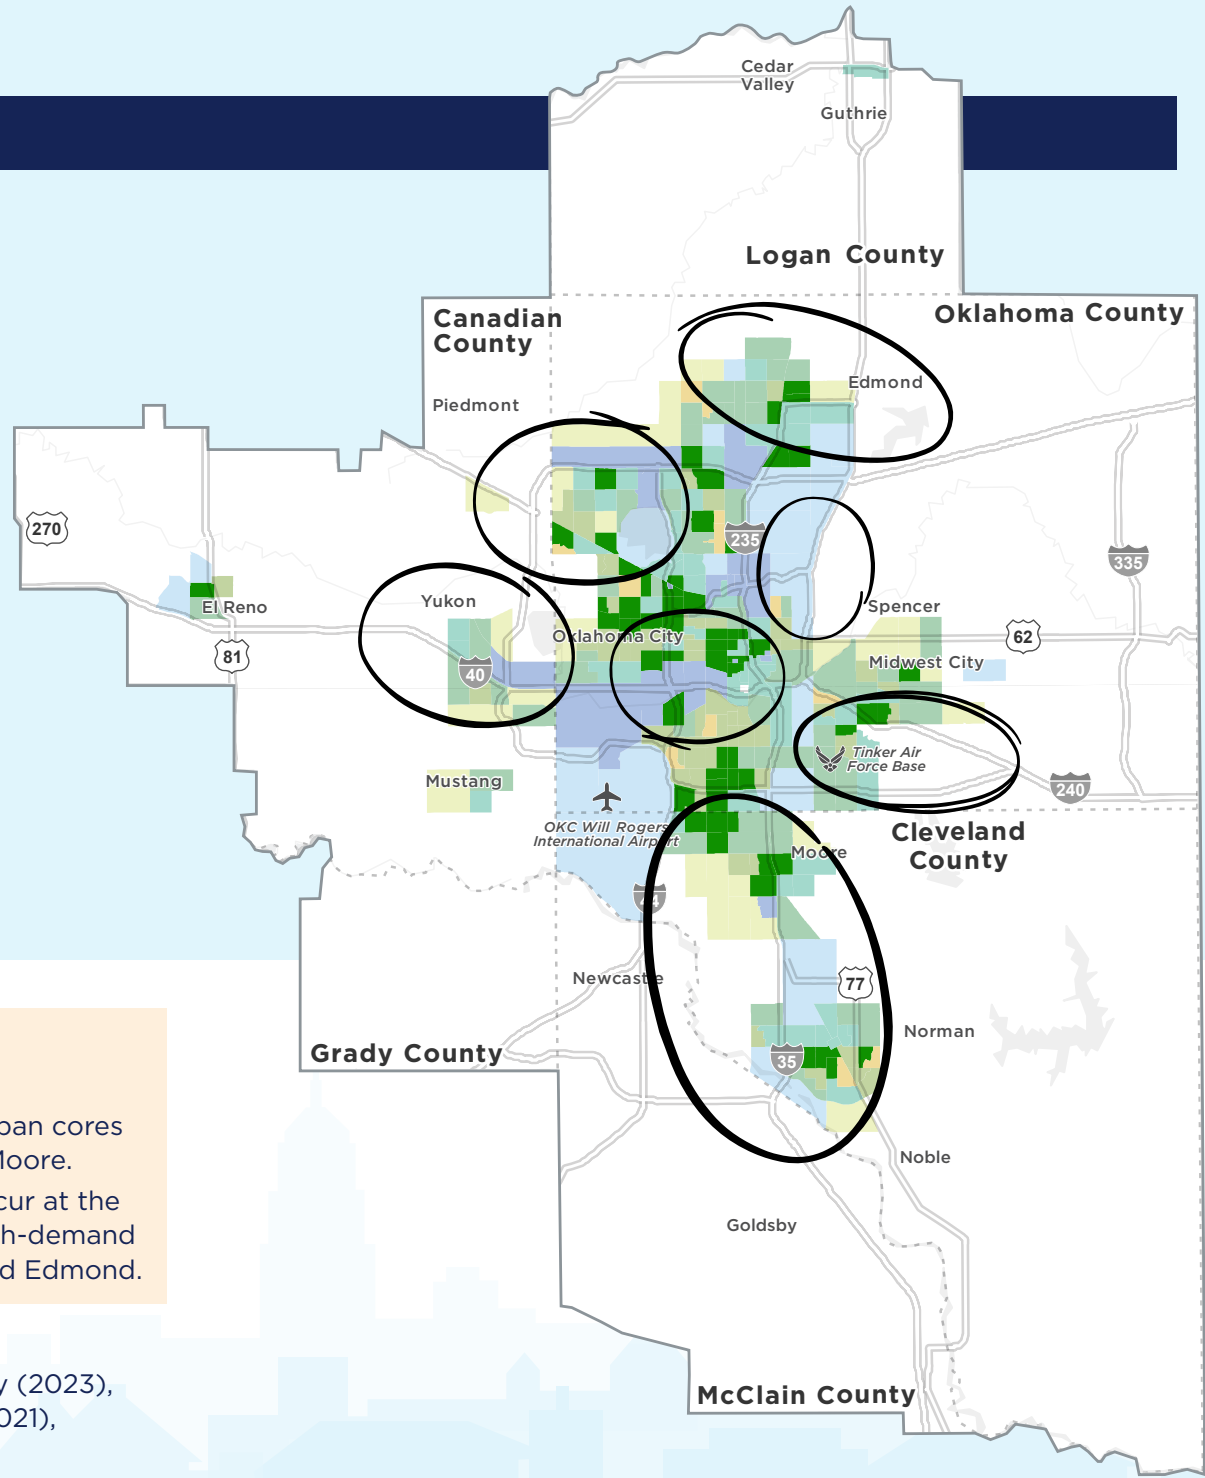 Cedar
Valley
Guthrie
Logan County
Canadian
County
Oklahoma County
Edmond
Piedmont
270
235
335
El Reno
Yukon
Spencer
Oklahoma City
62
81
40
Midwest City
Tinker Air
Force Base
Mustang
240
OKC Will Rogers
International Airport
Cleveland
County
Moore
Newcastle
77
Norman
Grady County
35
ban cores
Moore.
Noble
cur at the
Goldsby
h-demand
d Edmond.
y (2023),
McClain County
021),